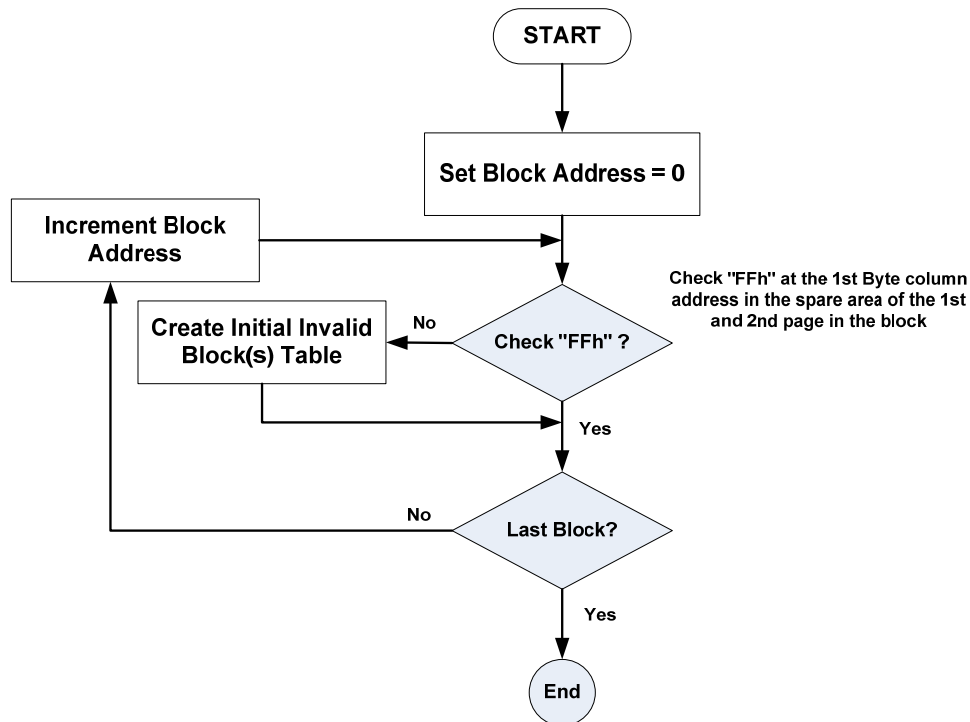 START
Set Block Address = 0
Increment Block
Address
Check "FFh" at the 1st Byte column
address in the spare area of the 1st
and 2nd page in the block
Create Initial Invalid
Block(s) Table
No
Check "FFh" ?
Yes
No
Last Block?
Yes
End